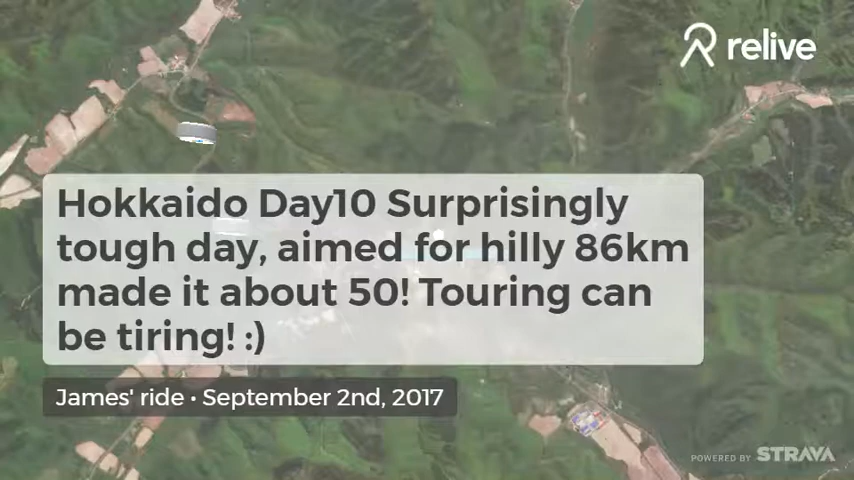 relive
Hokkaido Day10 Surprisingly
tough day, aimed for hilly 86km
made it about 50! Touring can
be tiring! :)
James' ride • September 2nd, 2017
POWERED BY STRAVA